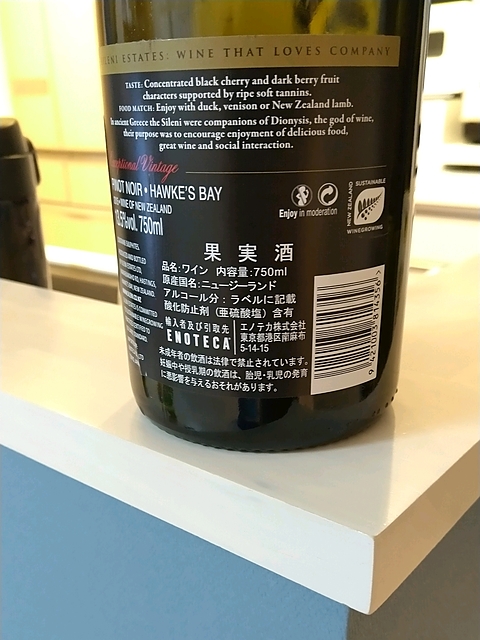 LENI ESTATES: WINE THAT LOVES COMPANY
TASTE: Concentrated black cherry and dark berry fruit
characters supported by ripe soft tannins.
FOOD MATCH: Enjoy with duck, venison or New Zealand lamb.
In ancient Greece the Sileni were companions of Dionysis, the god of wine,
their purpose was to encourage enjoyment of delicious food,
great wine and social interaction.
ceptional Vintage
PINOT NOIR • HAWKE'S BAY
WINE OF NEW ZEALAND
13.5%vol. 750ml
Enjoy in moderation
NEW ZEALAND
SUSTAINABLE
WINEGROWING
果実酒
品名:ワイン 内容量:750ml
原産国名:ニュージーランド
アルコール分:ラベルに記載
酸化防止剤（亜硫酸塩）含有
輸入者及び引取先
ENOTECA
エノテカ株式会社
東京都港区南麻布
5-14-15
未成年者の飲酒は法律で禁止されています。
妊娠中や授乳期の飲酒は、胎児・乳児の発育
に悪影響を与えるおそれがあります。